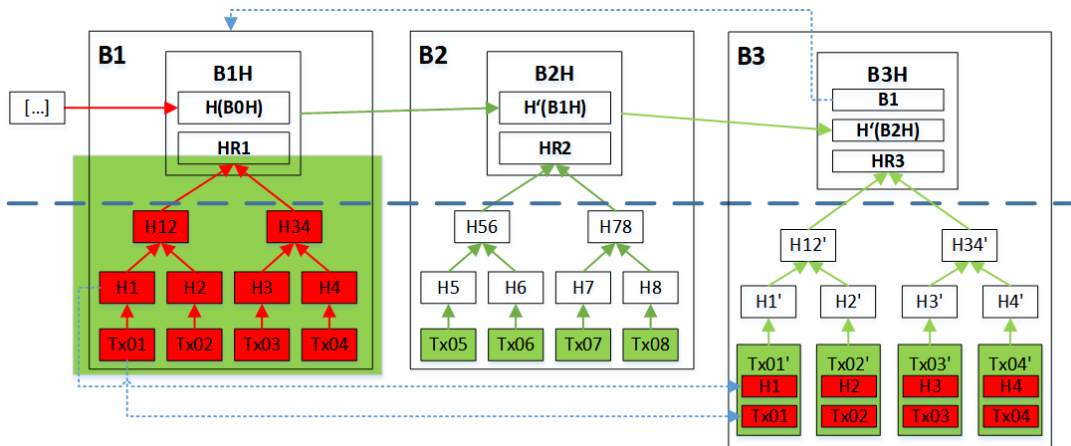 B1
B1H
H(B0H)
HR1
[...]
H12
H34
H1
H2
H3
H4
Tx01
Tx02
Tx03
Tx04
B2
B2H
H‘(B1H)
HR2
H56
H78
H5
H6
H7
H8
Tx05
Tx06
Tx07
Tx08
B3
B3H
B1
H‘(B2H)
HR3
H12'
H34'
H1'
H2'
H3'
H4'
Tx01'
H1
Tx01
Tx02'
H2
Tx02
Tx03'
H3
Tx03
Tx04'
H4
Tx04